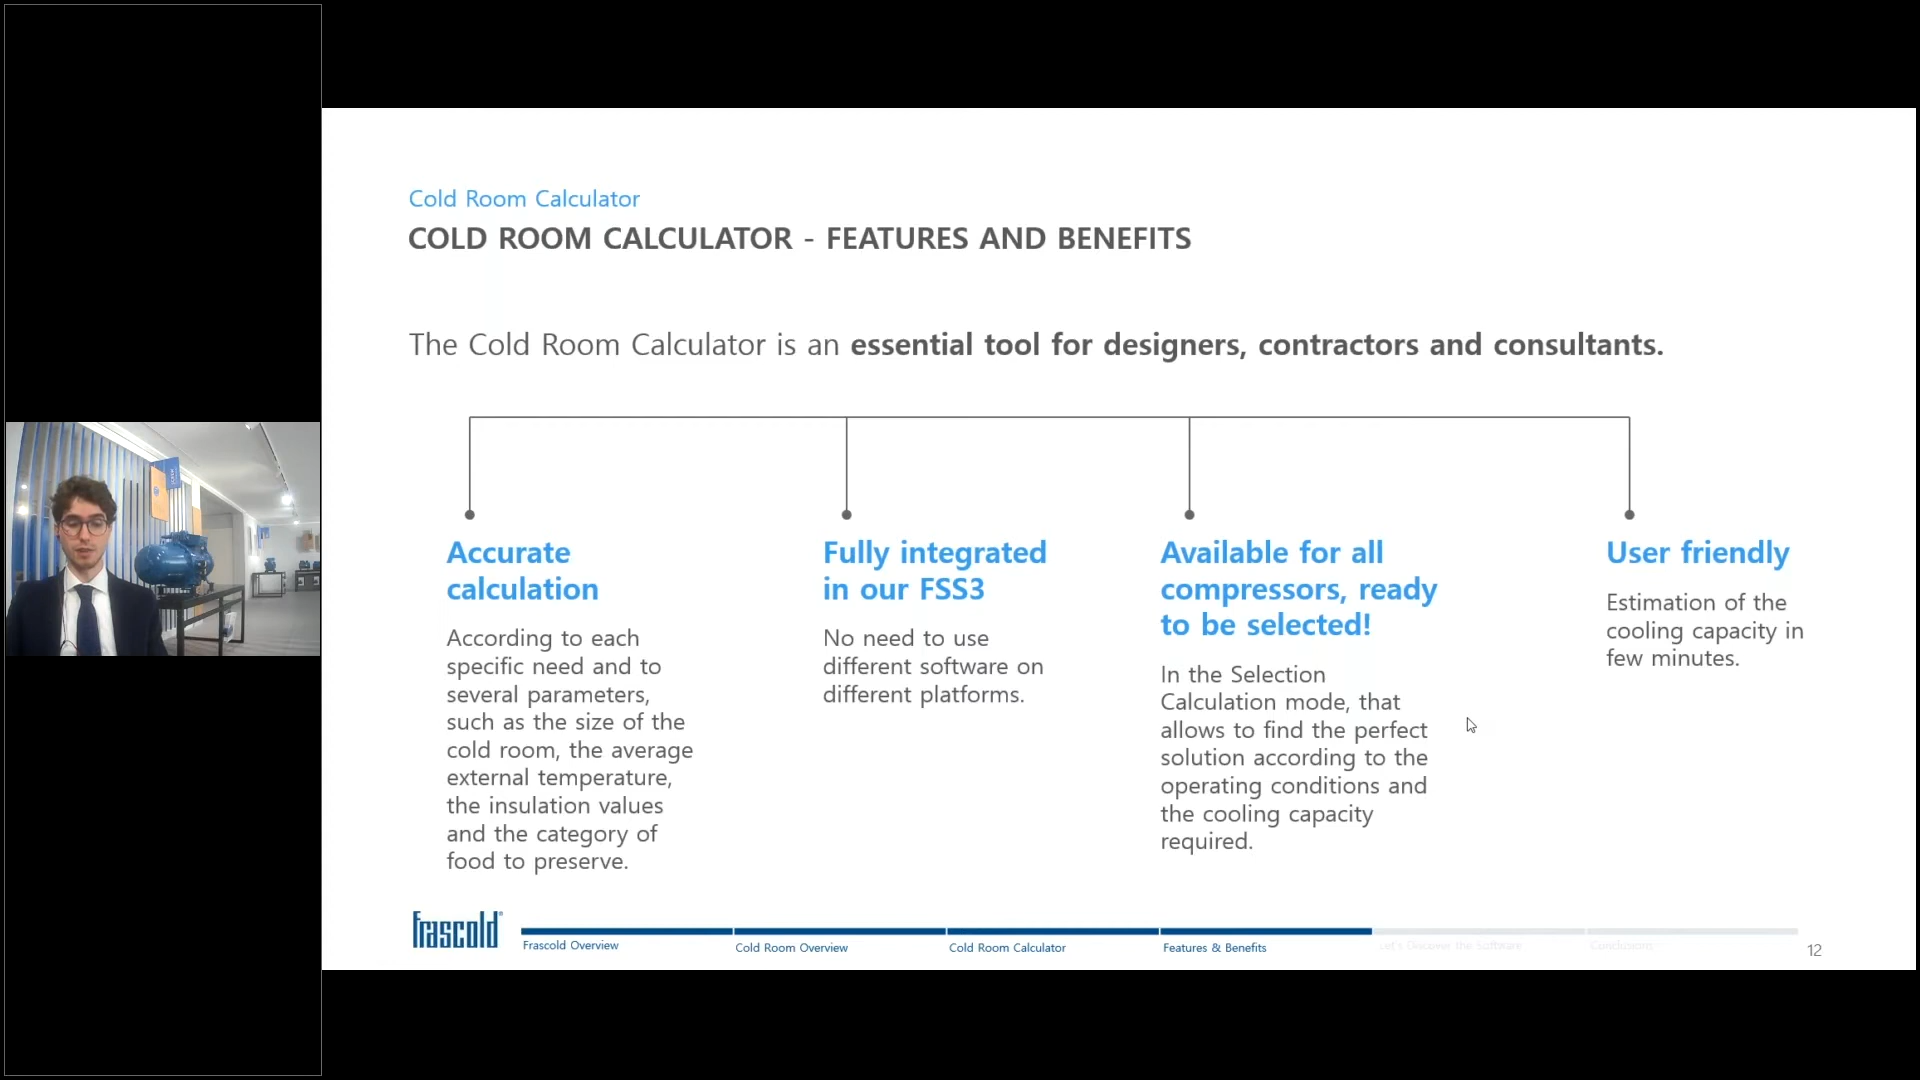 Cold Room Calculator
COLD ROOM CALCULATOR - FEATURES AND BENEFITS
The Cold Room Calculator is an essential tool for designers, contractors and consultants.
Accurate
calculation
According to each
specific need and to
several parameters,
such as the size of the
cold room, the average
external temperature,
the insulation values
and the category of
food to preserve.
Fully integrated
in our FSS3
No need to use
different software on
different platforms.
Available for all
compressors, ready
to be selected!
In the Selection
Calculation mode, that
allows to find the perfect
solution according to the
operating conditions and
the cooling capacity
required.
User friendly
Estimation of the
cooling capacity in
few minutes.
frascold
Frascold Overview
Cold Room Overview
Cold Room Calculator
Features & Benefits
Let's Discover the Software
Conclusions
12